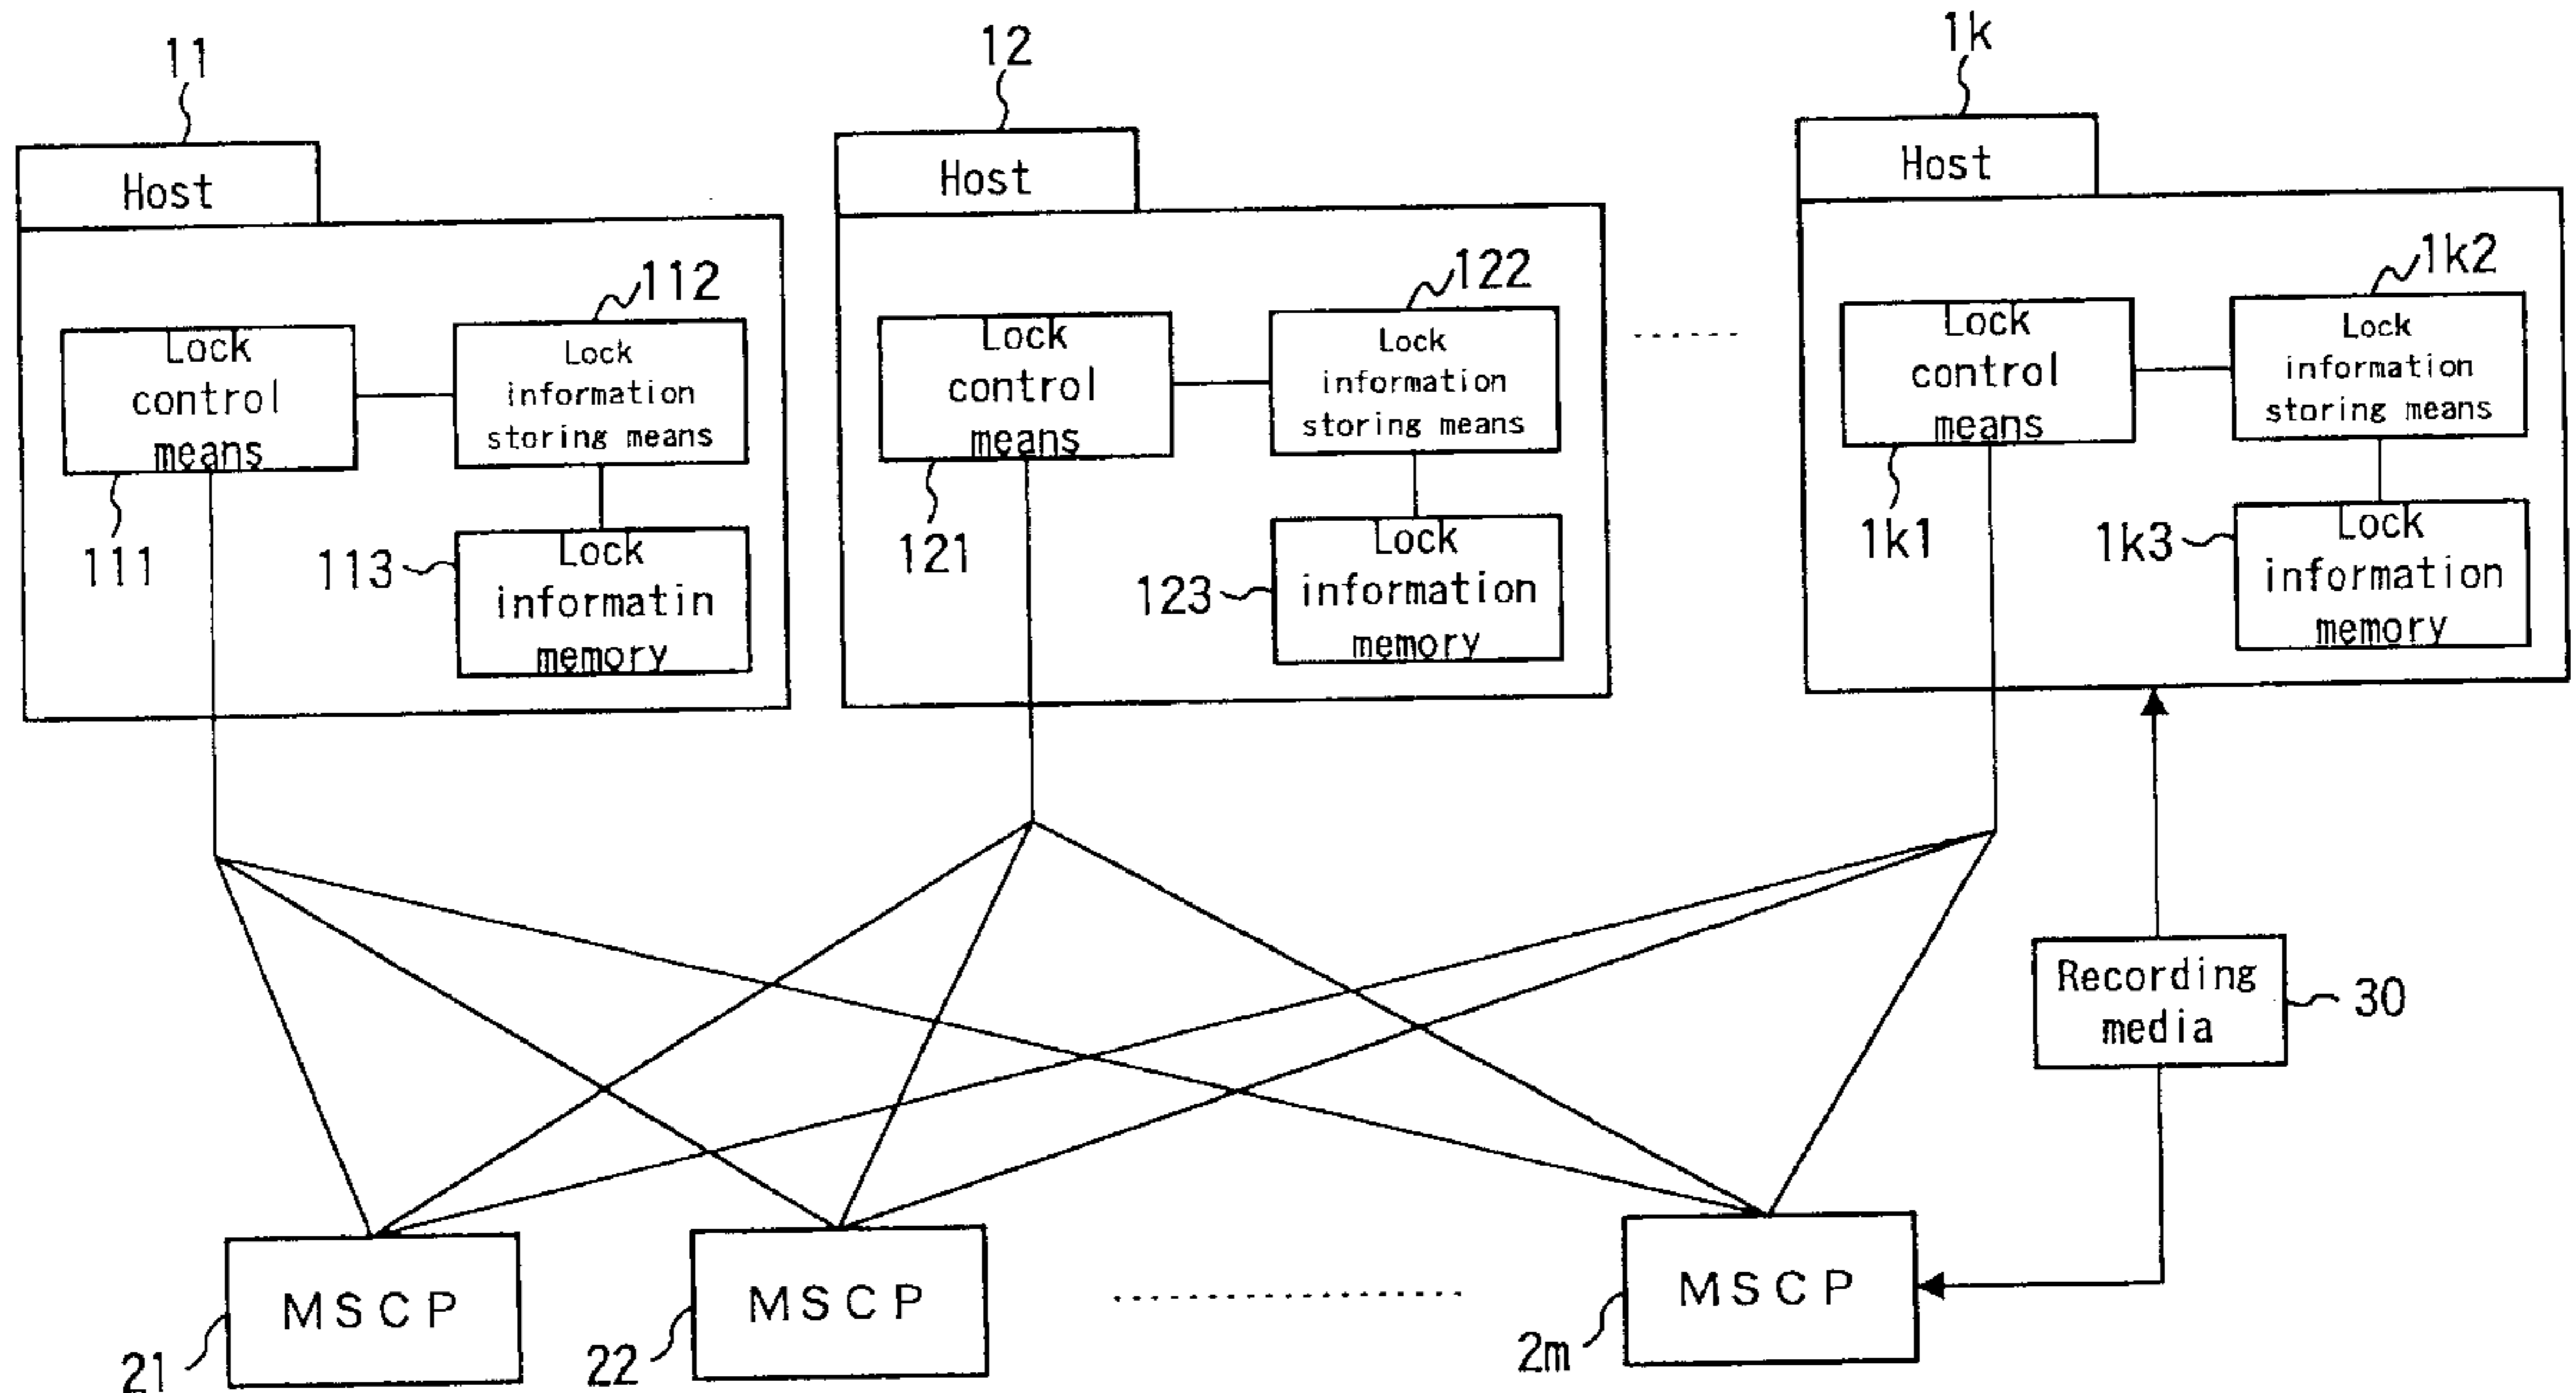 11
12
1k
Host
Host
Host
112
122
1k2
Lock
control
means
Lock
information
storing means
Lock
control
means
Lock
information
storing means
Lock
control
means
Lock
information
storing means
111
113
Lock
informatin
memory
121
123
Lock
information
memory
1k1
1k3
Lock
information
memory
Recording
media
30
MSCP
21
MSCP
22
MSCP
2m